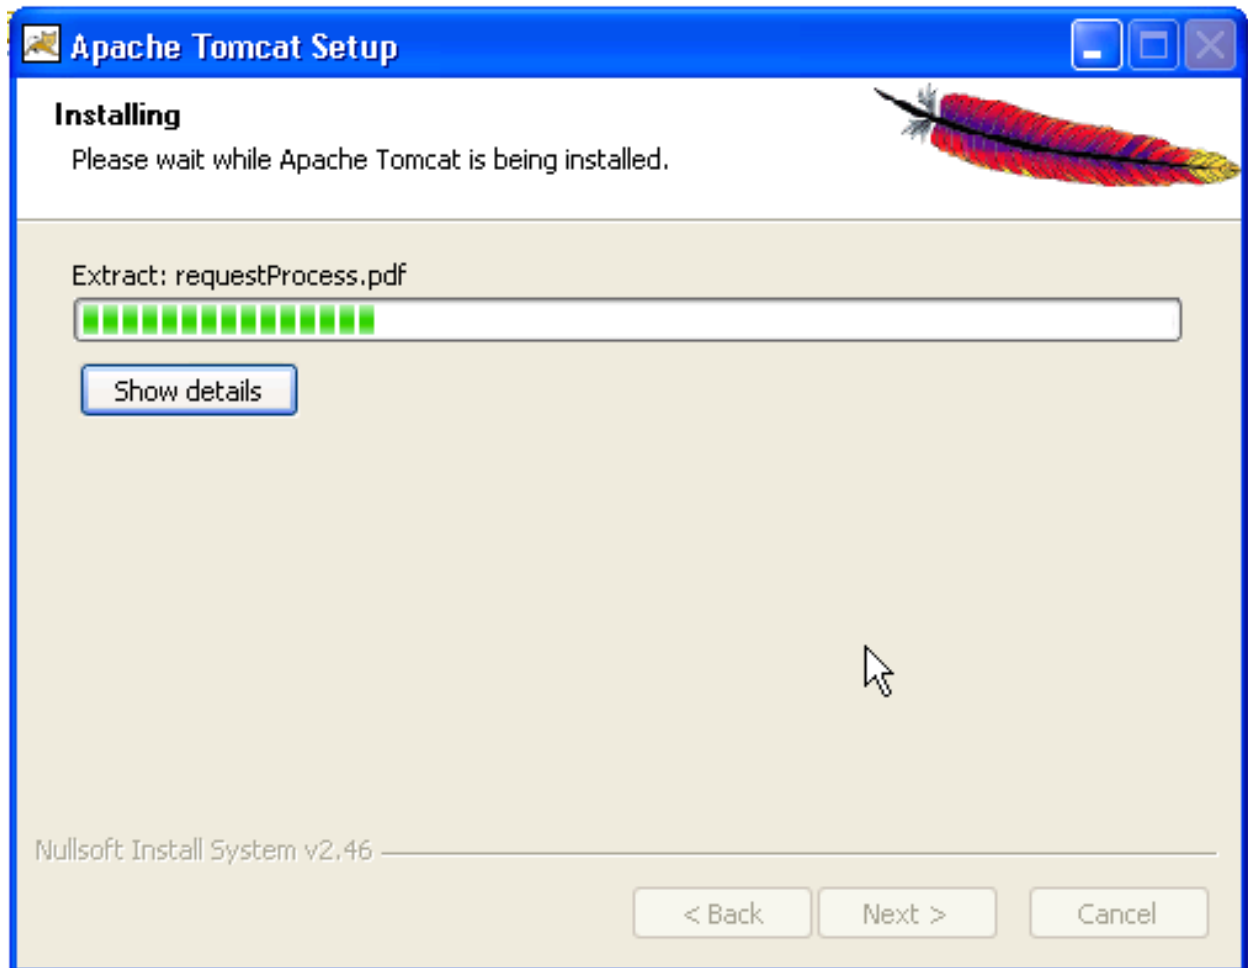 Apache Tomcat Setup
Installing
Please wait while Apache Tomcat is being installed.
Extract: requestProcess.pdf
Show details
Nullsoft Install System v2.46
< Back Next > Cancel